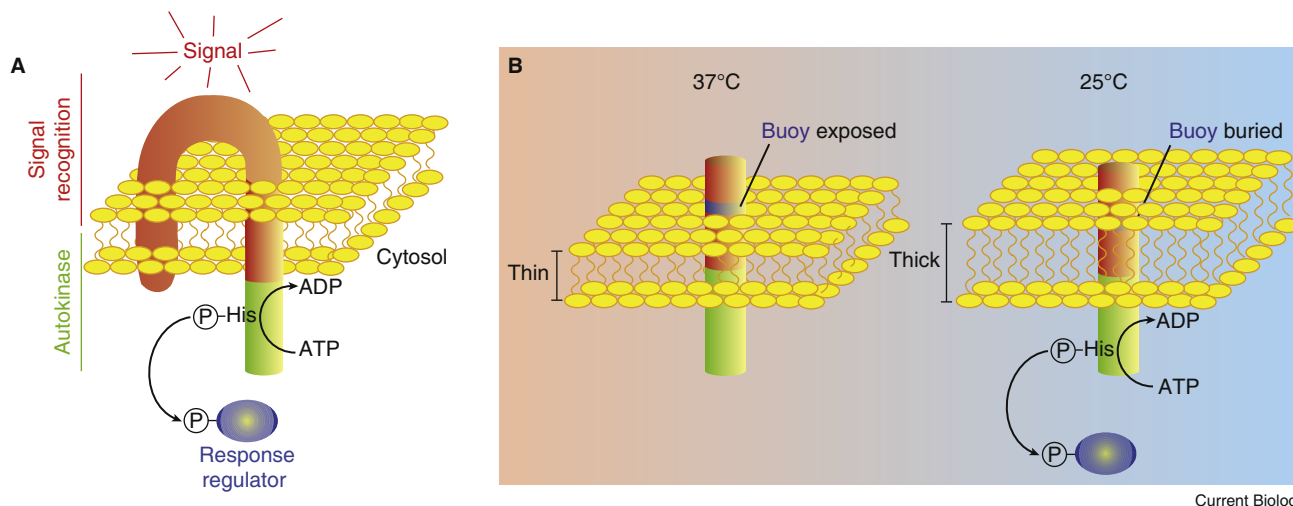 A
Signal
Signal
recognition
Autokinase
Cytosol
ADP
P-His
ATP
P
Response
regulator
B
37°C
25°C
Buoy exposed
Buoy buried
Thin
Thick
ADP
P-His
ATP
P
Current Biolog